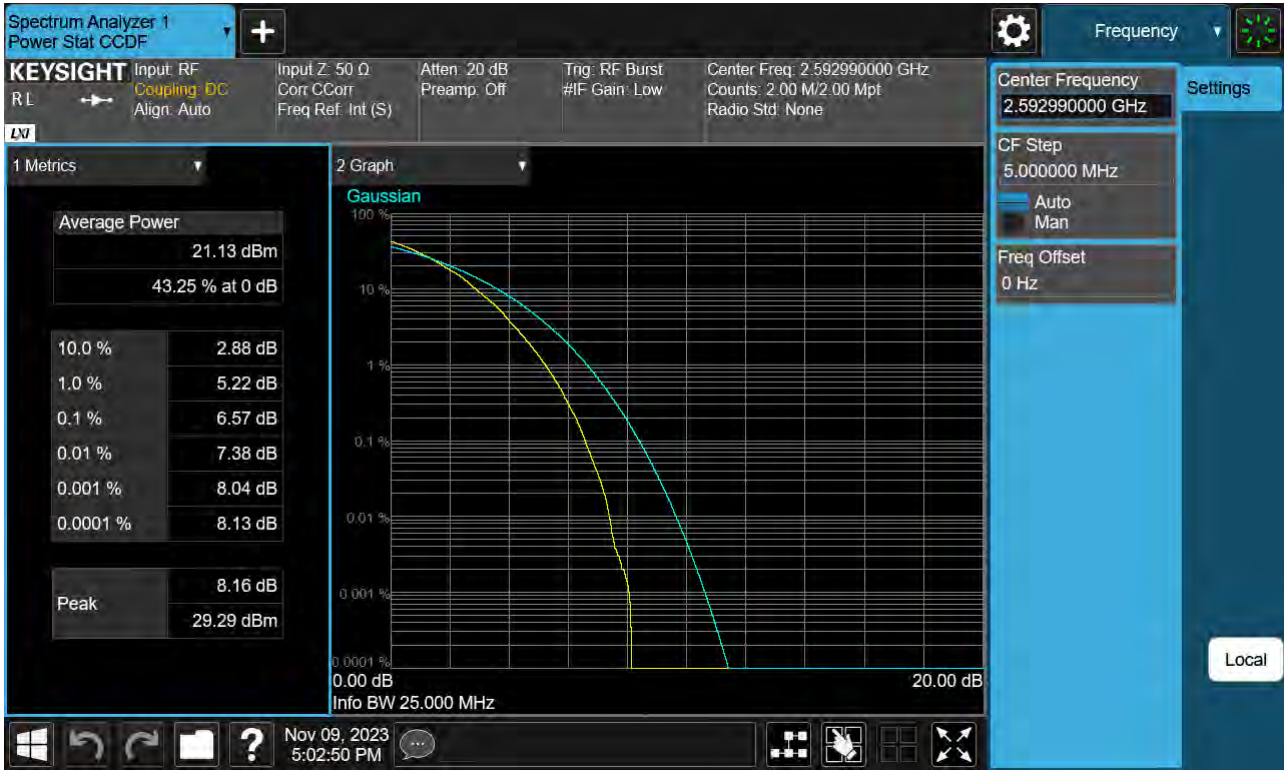 Spectrum Analyzer 1
Power Stat CCDF
Frequency
KEYSIGHT
RL
LXI
Input: RF
Coupling: DC
Align: Auto
Input Z: 50 Ω
Corr CCorr
Freq Ref: Int (S)
Atten: 20 dB
Preamp: Off
Trig: RF Burst
#IF Gain: Low
Center Freq: 2.592990000 GHz
Counts: 2.00 M/2.00 Mpt
Radio Std: None
Center Frequency
2.592990000 GHz
Settings
CF Step
5.000000 MHz
Auto
Man
Freq Offset
0 Hz
1 Metrics
Average Power
21.13 dBm
43.25 % at 0 dB
10.0 % 2.88 dB
1.0 % 5.22 dB
0.1 % 6.57 dB
0.01 % 7.38 dB
0.001 % 8.04 dB
0.0001 % 8.13 dB
Peak 8.16 dB
29.29 dBm
2 Graph
Gaussian
100 %
10 %
1 %
0.1 %
0.01 %
0.001 %
0.0001 %
0.00 dB 20.00 dB
Info BW 25.000 MHz
Local
?
Nov 09, 2023
5:02:50 PM